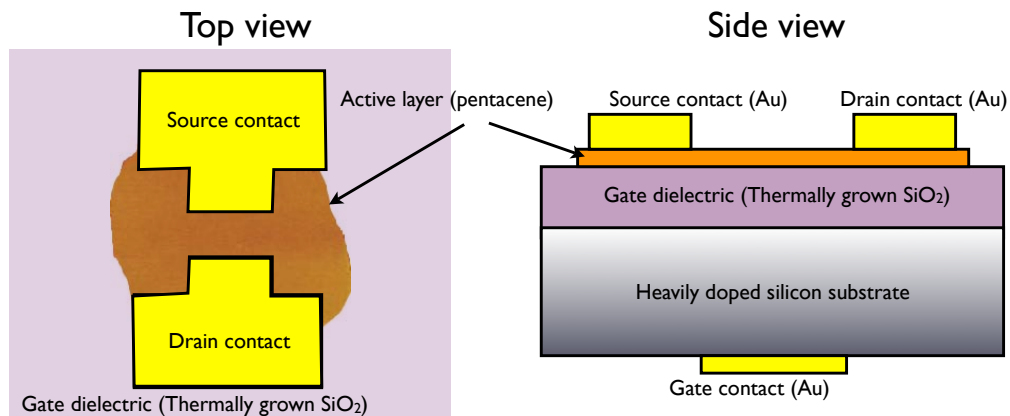 Top view
Source contact
Active layer (pentacene)
Drain contact
Gate dielectric (Thermally grown SiO₂)
Side view
Source contact (Au)
Drain contact (Au)
Gate dielectric (Thermally grown SiO₂)
Heavily doped silicon substrate
Gate contact (Au)